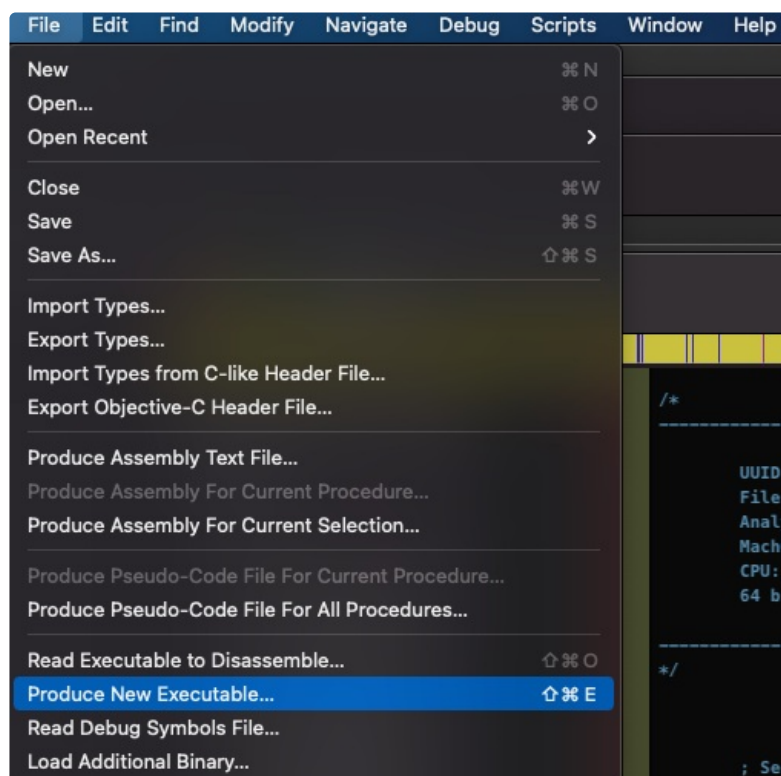 File Edit Find Modify Navigate Debug Scripts Window Help
New ⌘ N
Open... ⌘ O
Open Recent >
Close ⌘ W
Save ⌘ S
Save As... ⇧ ⌘ S
Import Types...
Export Types...
Import Types from C-like Header File...
Export Objective-C Header File...
/*
Produce Assembly Text File...
UUID
Produce Assembly For Current Procedure...
File
Produce Assembly For Current Selection...
Anal
Mach
Produce Pseudo-Code File For Current Procedure...
CPU:
Produce Pseudo-Code File For All Procedures...
64 b
Read Executable to Disassemble... ⇧ ⌘ O
*/
Produce New Executable... ⇧ ⌘ E
Read Debug Symbols File...
Load Additional Binary...
; Se